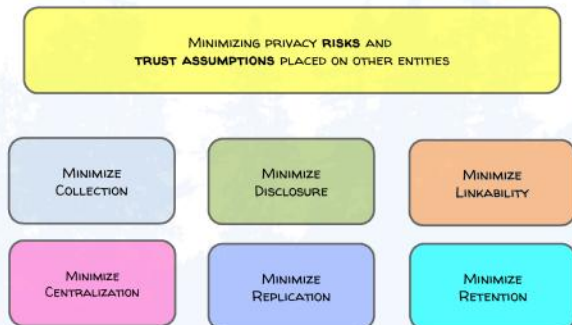 MINIMIZING PRIVACY RISKS AND
TRUST ASSUMPTIONS PLACED ON OTHER ENTITIES
MINIMIZE
COLLECTION
MINIMIZE
DISCLOSURE
MINIMIZE
LINKABILITY
MINIMIZE
CENTRALIZATION
MINIMIZE
REPLICATION
MINIMIZE
RETENTION